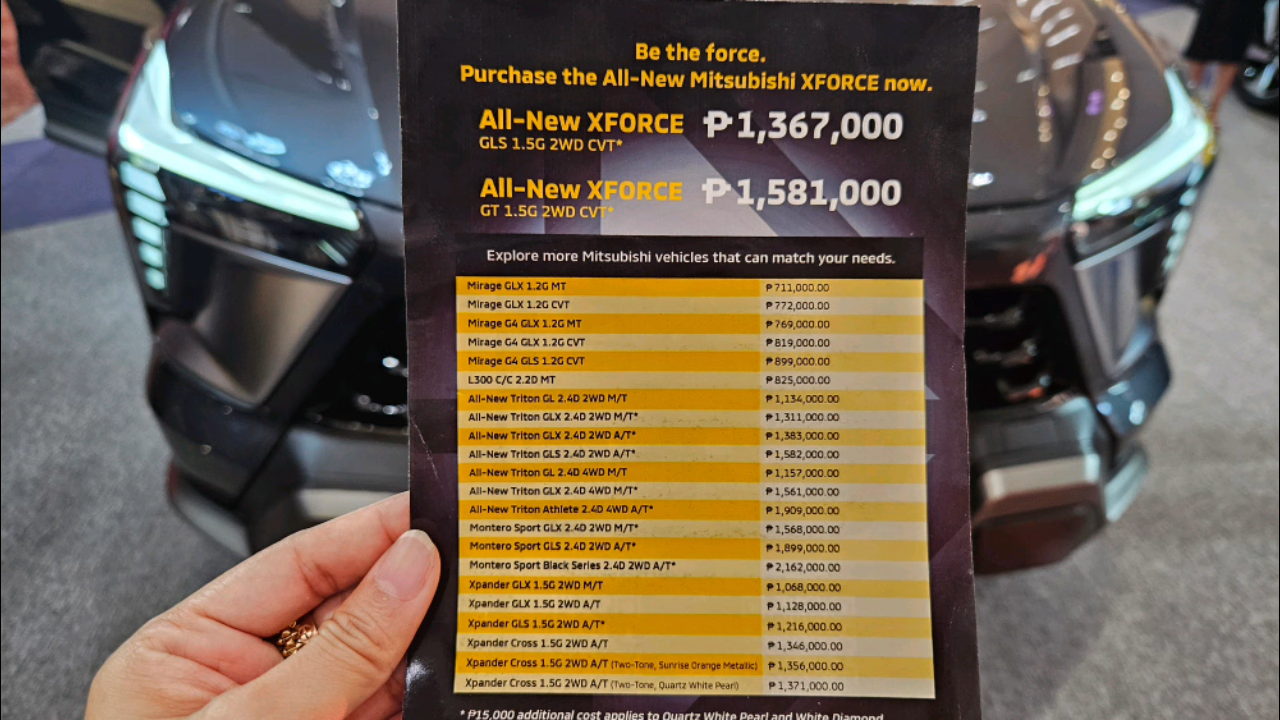 Be the force.
Purchase the All-New Mitsubishi XFORCE now.
All-New XFORCE ₱1,367,000
GLS 1.5G 2WD CVT*
All-New XFORCE ₱1,581,000
GT 1.5G 2WD CVT*
Explore more Mitsubishi vehicles that can match your needs.
Mirage GLX 1.2G MT ₱711,000.00
Mirage GLX 1.2G CVT ₱772,000.00
Mirage G4 GLX 1.2G MT ₱769,000.00
Mirage G4 GLX 1.2G CVT ₱819,000.00
Mirage G4 GLS 1.2G CVT ₱899,000.00
L300 C/C 2.2D MT ₱825,000.00
All-New Triton GL 2.4D 2WD M/T ₱1,134,000.00
All-New Triton GLX 2.4D 2WD M/T* ₱1,311,000.00
All-New Triton GLX 2.4D 2WD A/T* ₱1,383,000.00
All-New Triton GLS 2.4D 2WD A/T* ₱1,582,000.00
All-New Triton GL 2.4D 4WD M/T ₱1,157,000.00
All-New Triton GLX 2.4D 4WD M/T* ₱1,561,000.00
All-New Triton Athlete 2.4D 4WD A/T* ₱1,909,000.00
Montero Sport GLX 2.4D 2WD M/T* ₱1,568,000.00
Montero Sport GLS 2.4D 2WD A/T* ₱1,899,000.00
Montero Sport Black Series 2.4D 2WD A/T* ₱2,162,000.00
Xpander GLX 1.5G 2WD M/T ₱1,068,000.00
Xpander GLX 1.5G 2WD A/T ₱1,128,000.00
Xpander GLS 1.5G 2WD A/T* ₱1,216,000.00
Xpander Cross 1.5G 2WD A/T ₱1,346,000.00
Xpander Cross 1.5G 2WD A/T (Two-Tone, Sunrise Orange Metallic) ₱1,356,000.00
Xpander Cross 1.5G 2WD A/T (Two-Tone, Quartz White Pearl) ₱1,371,000.00
* ₱15,000 additional cost applies to Quartz White Pearl and White Diamond